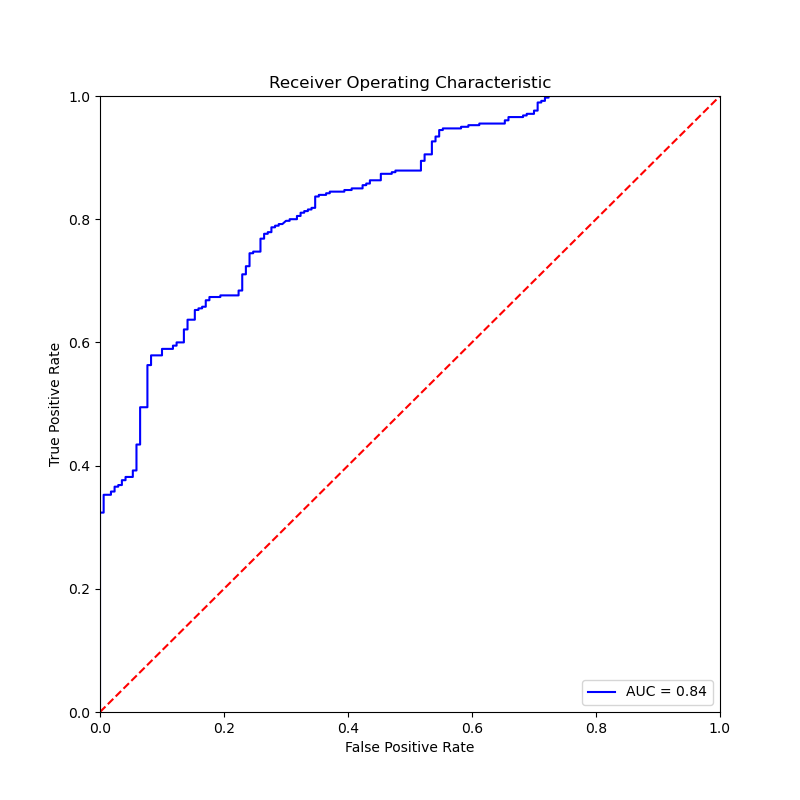 Receiver Operating Characteristic
1.0
0.8
0.6
0.4
0.2
0.0
True Positive Rate
AUC = 0.84
0.0 0.2 0.4 0.6 0.8 1.0
False Positive Rate